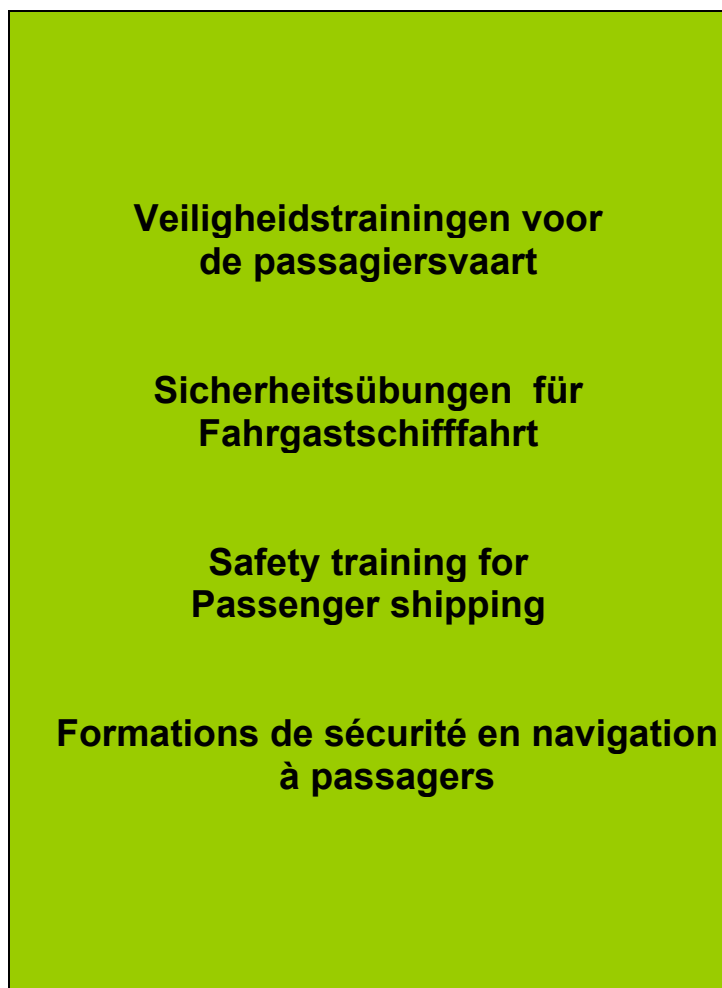 Veiligheidstrainingen voor
de passagiersvaart
Sicherheitsübungen für
Fahrgastschifffahrt
Safety training for
Passenger shipping
Formations de sécurité en navigation
à passagers